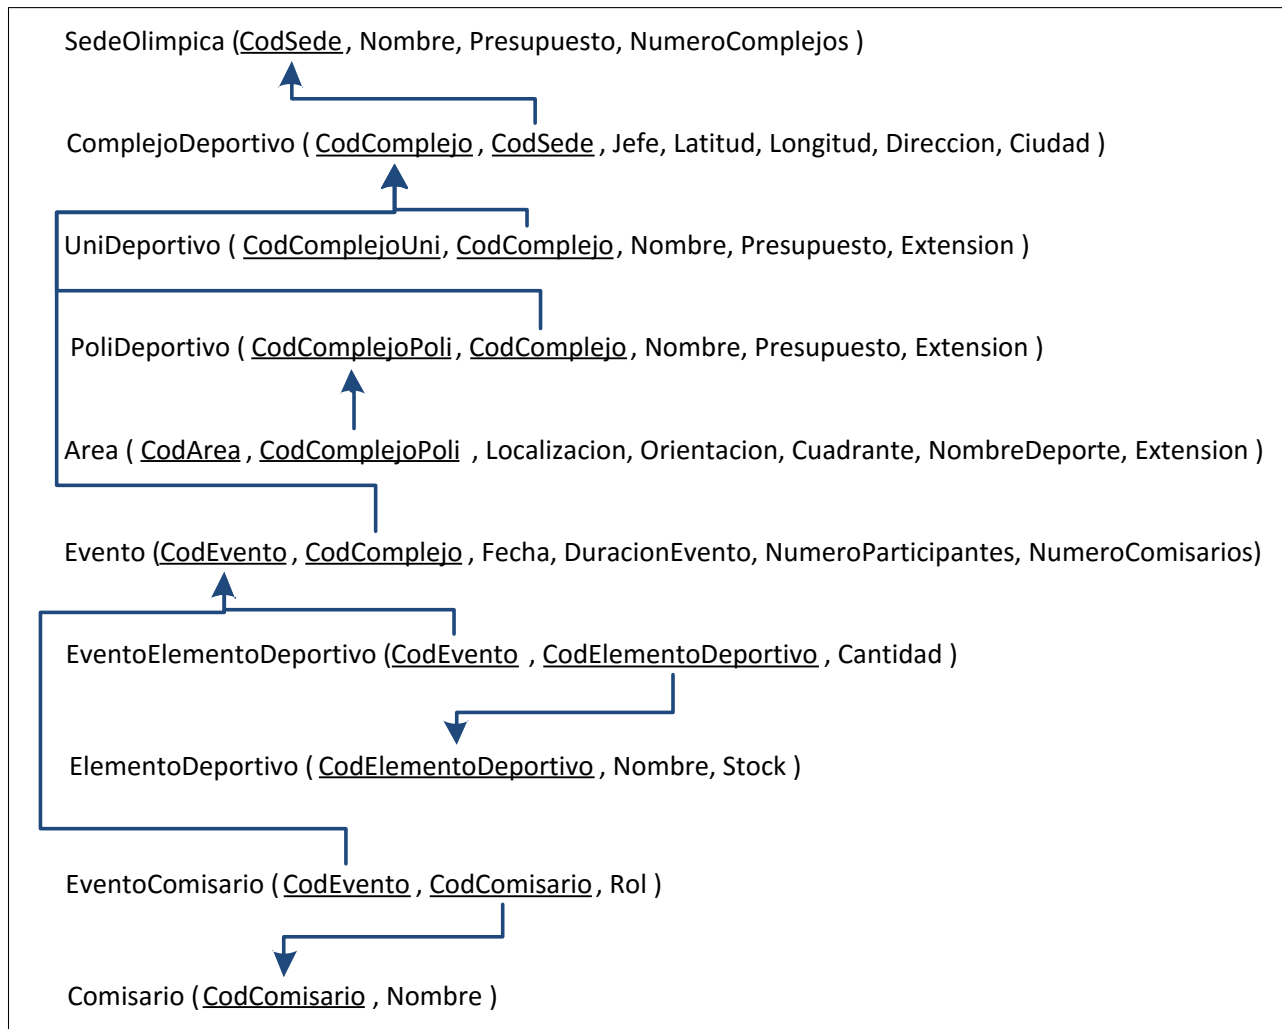 SedeOlimpica (CodSede, Nombre, Presupuesto, NumeroComplejos )
ComplejoDeportivo ( CodComplejo, CodSede, Jefe, Latitud, Longitud, Direccion, Ciudad )
UniDeportivo ( CodComplejoUni, CodComplejo, Nombre, Presupuesto, Extension )
PoliDeportivo ( CodComplejoPoli, CodComplejo, Nombre, Presupuesto, Extension )
Area ( CodArea, CodComplejoPoli , Localizacion, Orientacion, Cuadrante, NombreDeporte, Extension )
Evento (CodEvento, CodComplejo, Fecha, DuracionEvento, NumeroParticipantes, NumeroComisarios)
EventoElementoDeportivo (CodEvento , CodElementoDeportivo, Cantidad )
ElementoDeportivo ( CodElementoDeportivo, Nombre, Stock )
EventoComisario ( CodEvento, CodComisario, Rol )
Comisario ( CodComisario, Nombre )